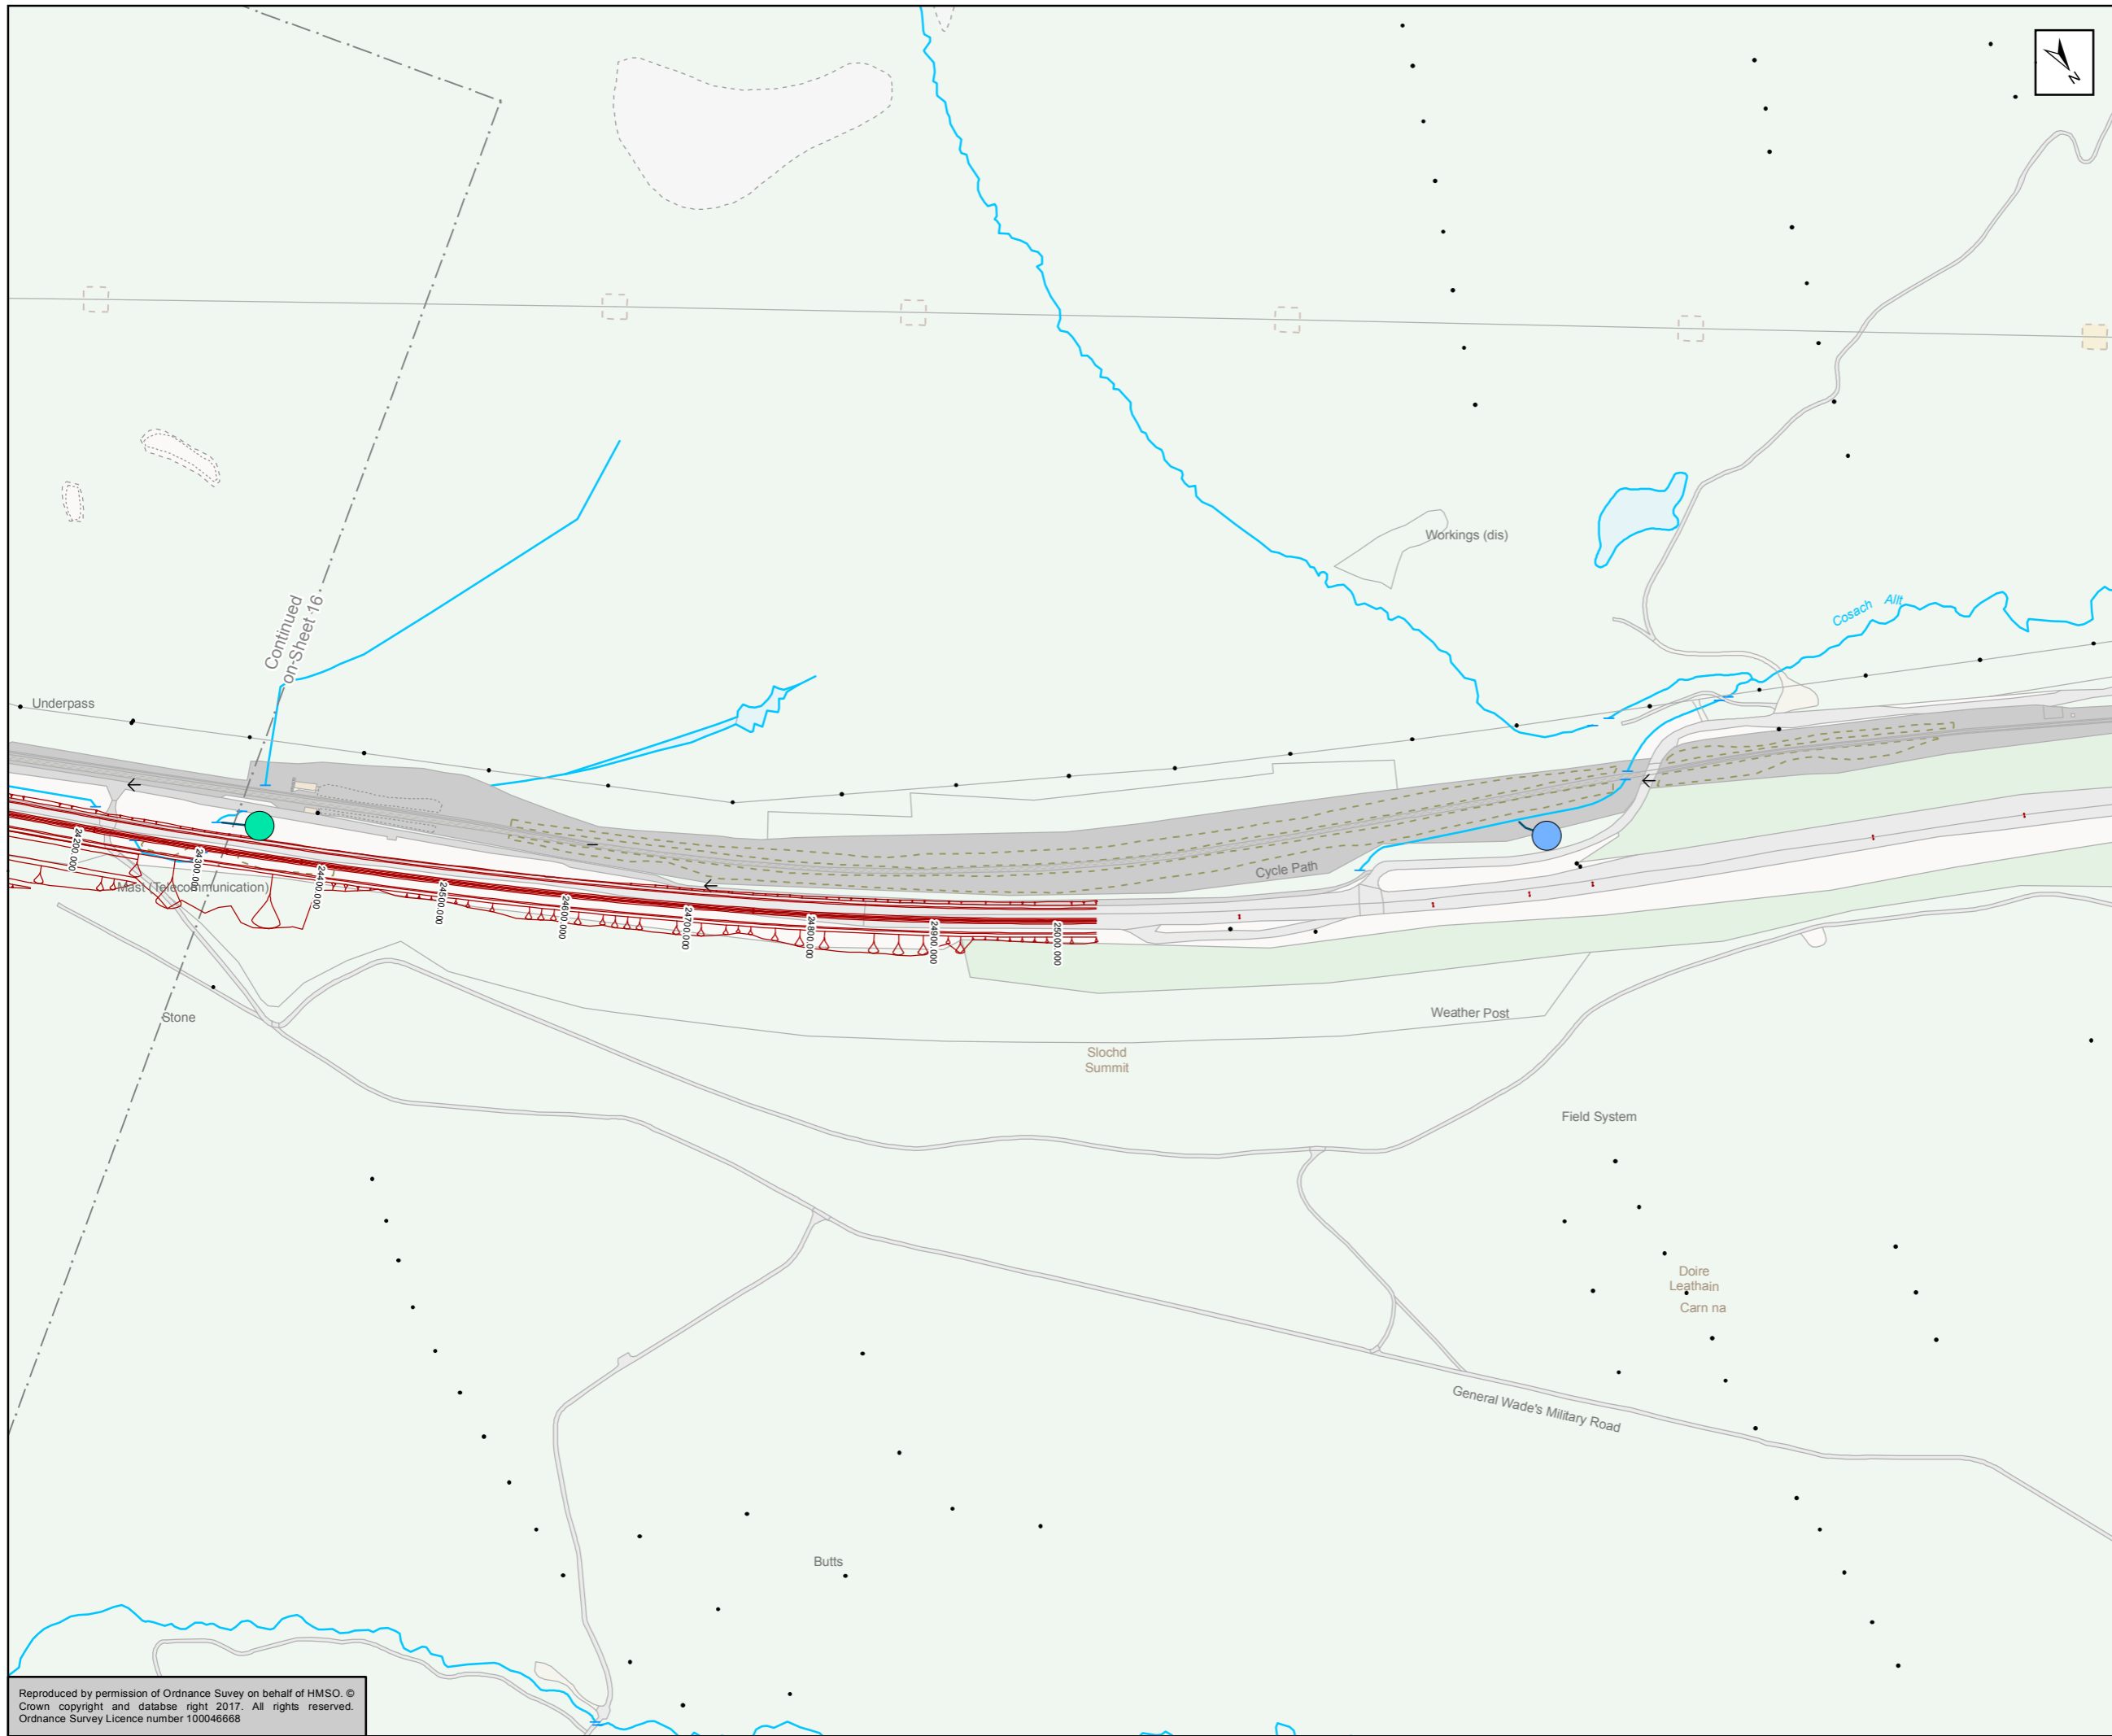 N
Workings (dis)
Cosach Allt
Continued
on Sheet 16
Underpass
Cycle Path
24200.000
24300.000
24400.000
24500.000
24600.000
24700.000
24800.000
24900.000
25000.000
Mast (Telecommunication)
Stone
Weather Post
Slochd
Summit
Field System
Doire
Leathain
Carn na
General Wade's Military Road
Butts
Reproduced by permission of Ordnance Suvey on behalf of HMSO. ©
Crown copyright and databse right 2017. All rights reserved.
Ordnance Survey Licence number 100046668